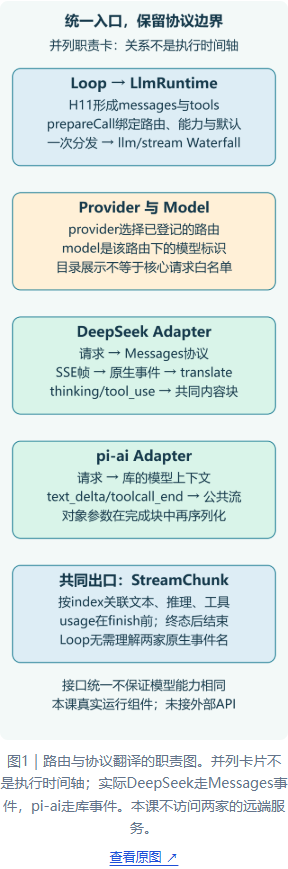 统一入口，保留协议边界
并列职责卡：关系不是执行时间轴
Loop → LlmRuntime
H11形成messages与tools
prepareCall绑定路由、能力与默认
一次分发 → llm/stream Waterfall
Provider 与 Model
provider选择已登记的路由
model是该路由下的模型标识
目录展示不等于核心请求白名单
DeepSeek Adapter
请求 → Messages协议
SSE帧 → 原生事件 → translate
thinking/tool_use → 共同内容块
pi-ai Adapter
请求 → 库的模型上下文
text_delta/toolcall_end → 公共流
对象参数在完成块中再序列化
共同出口：StreamChunk
按index关联文本、推理、工具
usage在finish前；终态后结束
Loop无需理解两家原生事件名
接口统一不保证模型能力相同
本课真实运行组件；未接外部API
图1｜路由与协议翻译的职责图。并列卡片不
是执行时间轴；实际DeepSeek走Messages事
件，pi-ai走库事件。本课不访问两家的远端服
务。
查看原图 ↗